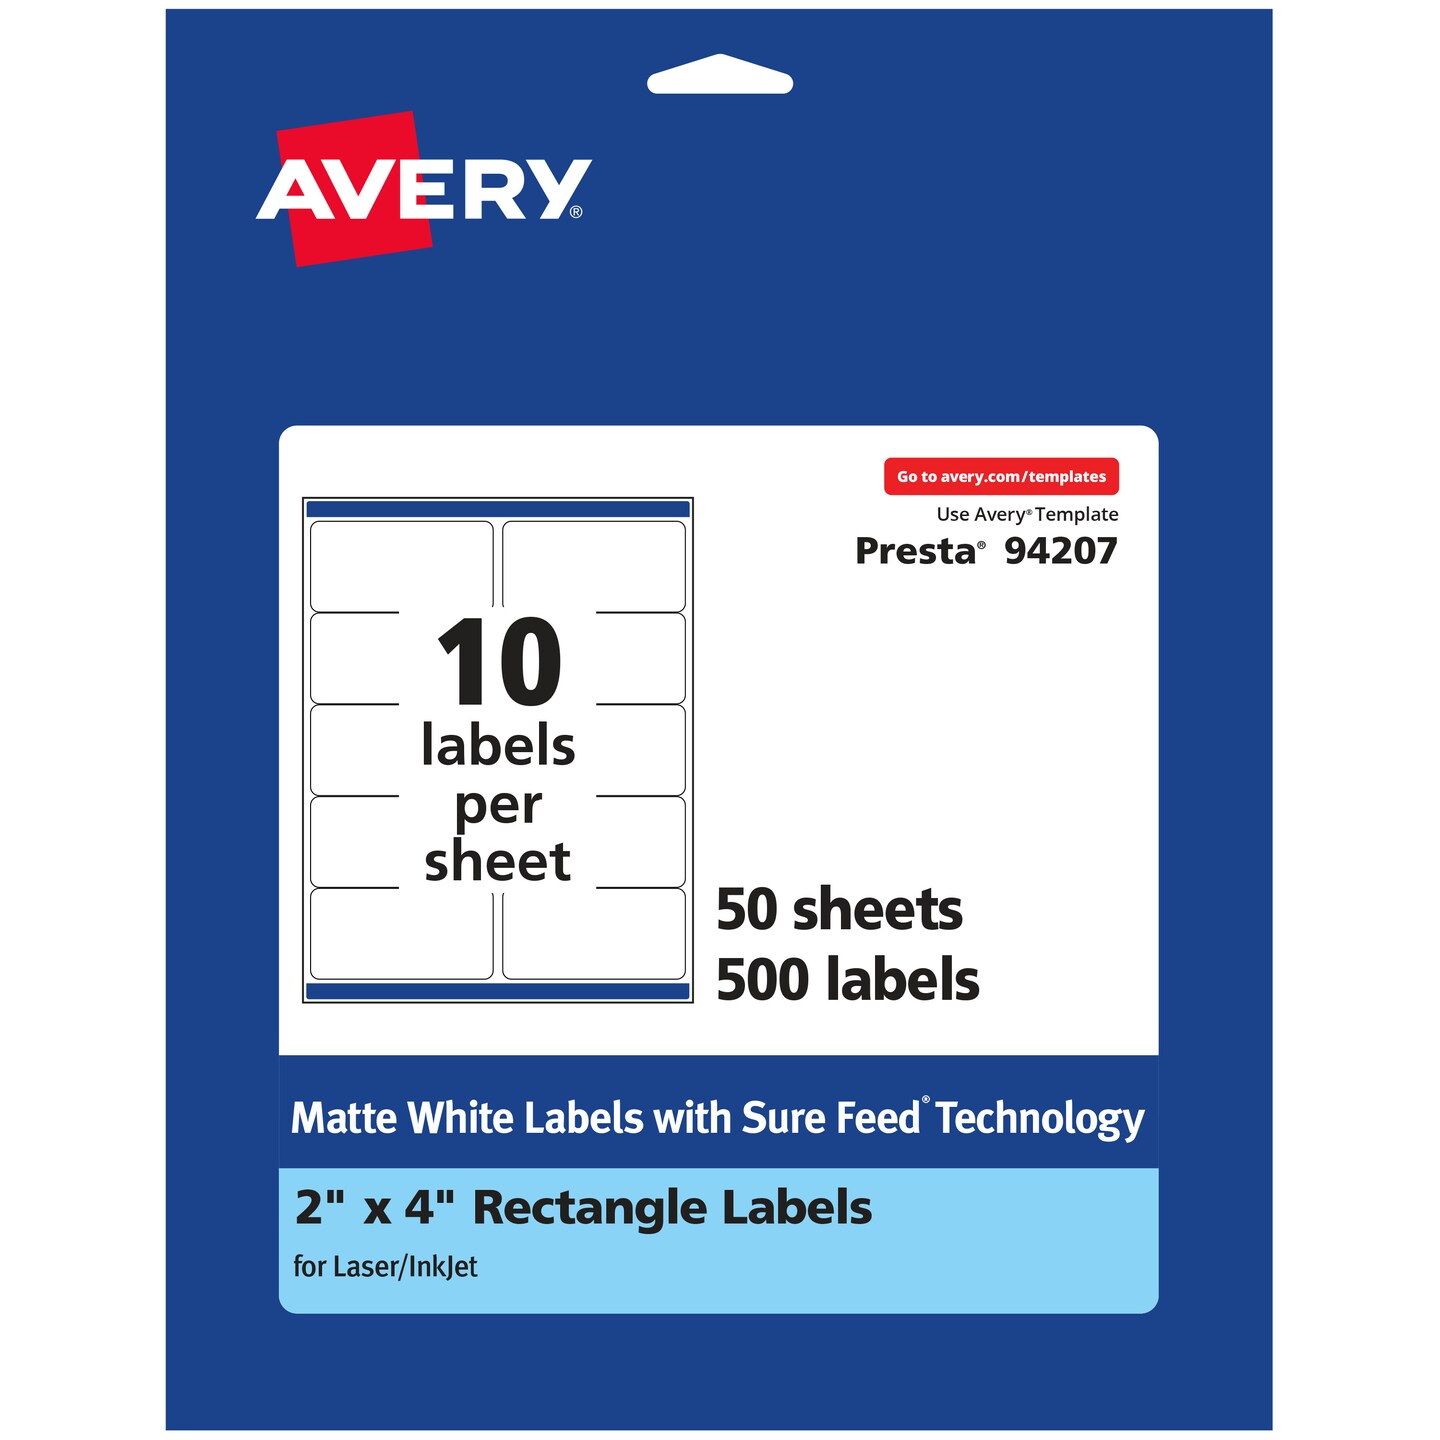 AVERY®
Go to avery.com/templates
Use Avery® Template
Presta® 94207
10
labels
per
sheet
50 sheets
500 labels
Matte White Labels with Sure Feed® Technology
2" x 4" Rectangle Labels
for Laser/InkJet